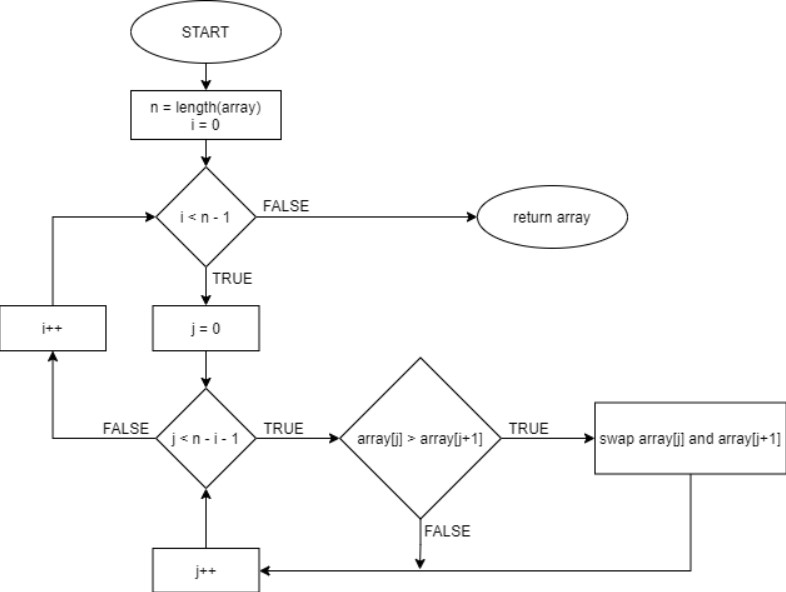 START
n = length(array)
i = 0
i < n - 1
FALSE
return array
TRUE
i++
j = 0
FALSE
j < n - i - 1
TRUE
array[j] > array[j+1]
TRUE
swap array[j] and array[j+1]
FALSE
j++